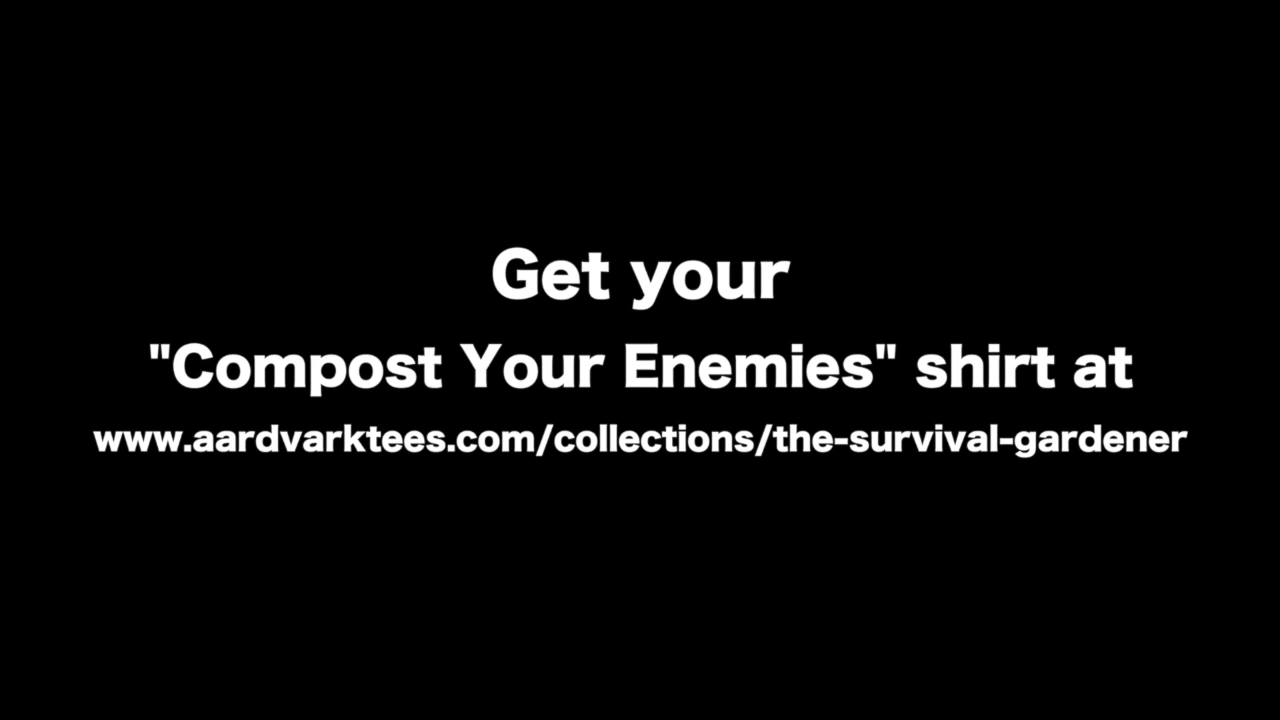 Get your
"Compost Your Enemies" shirt at
www.aardvarktees.com/collections/the-survival-gardener